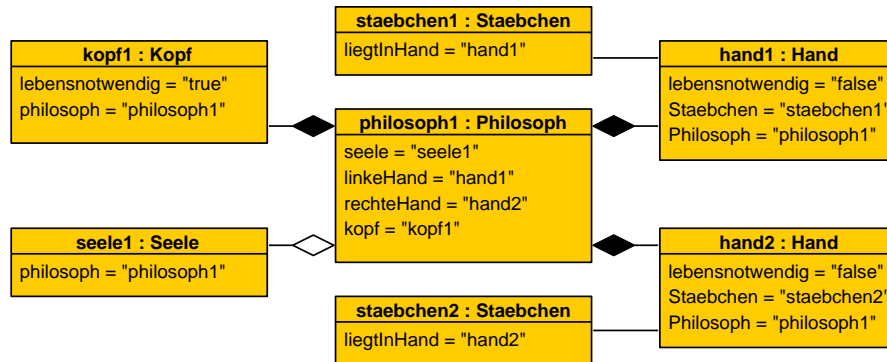 staebchen1 : Staebchen
liegtInHand = "hand1"
kopf1 : Kopf
lebensnotwendig = "true"
philosoph = "philosoph1"
hand1 : Hand
lebensnotwendig = "false"
Staebchen = "staebchen1"
Philosoph = "philosoph1"
philosoph1 : Philosoph
seele = "seele1"
linkeHand = "hand1"
rechteHand = "hand2"
kopf = "kopf1"
seele1 : Seele
philosoph = "philosoph1"
hand2 : Hand
lebensnotwendig = "false"
Staebchen = "staebchen2"
Philosoph = "philosoph1"
staebchen2 : Staebchen
liegtInHand = "hand2"